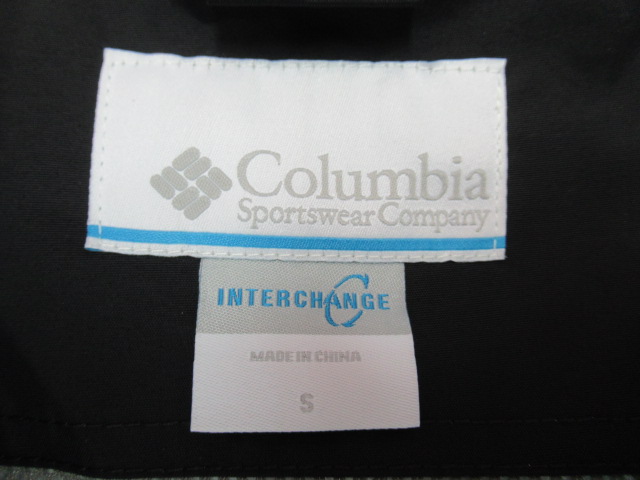 Columbia
Sportswear Company
INTERCHANGE
MADE IN CHINA
S